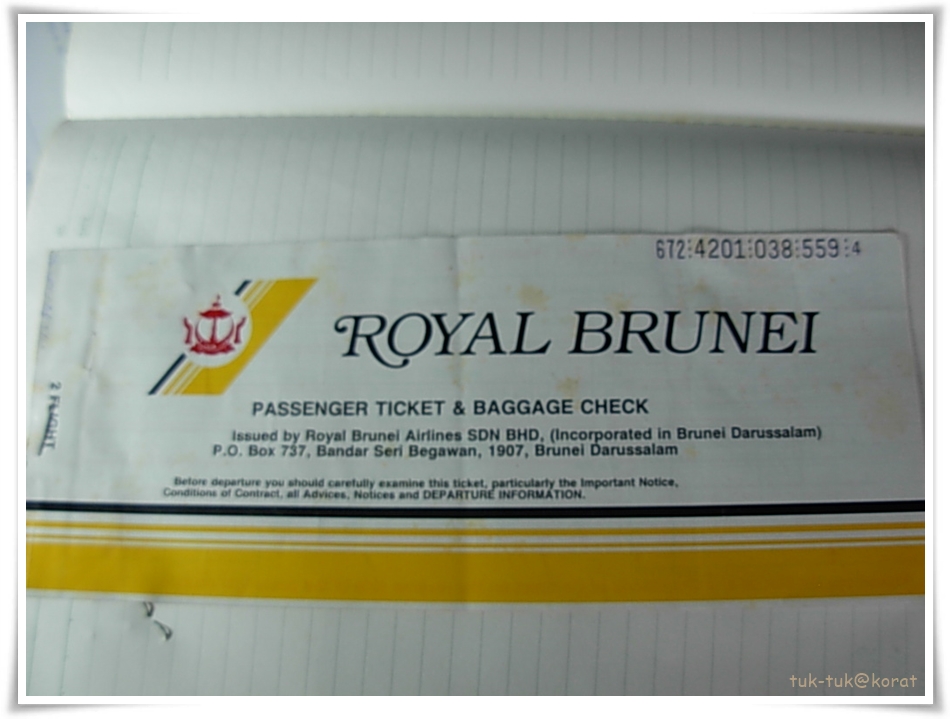 672:4201:038:559:4
ROYAL BRUNEI
2 FLIGHT
PASSENGER TICKET & BAGGAGE CHECK
Issued by Royal Brunei Airlines SDN BHD, (Incorporated in Brunei Darussalam)
P.O. Box 737, Bandar Seri Begawan, 1907, Brunei Darussalam
Before departure you should carefully examine this ticket, particularly the Important Notice,
Conditions of Contract, all Advices, Notices and DEPARTURE INFORMATION.
tuk-tuk@korat